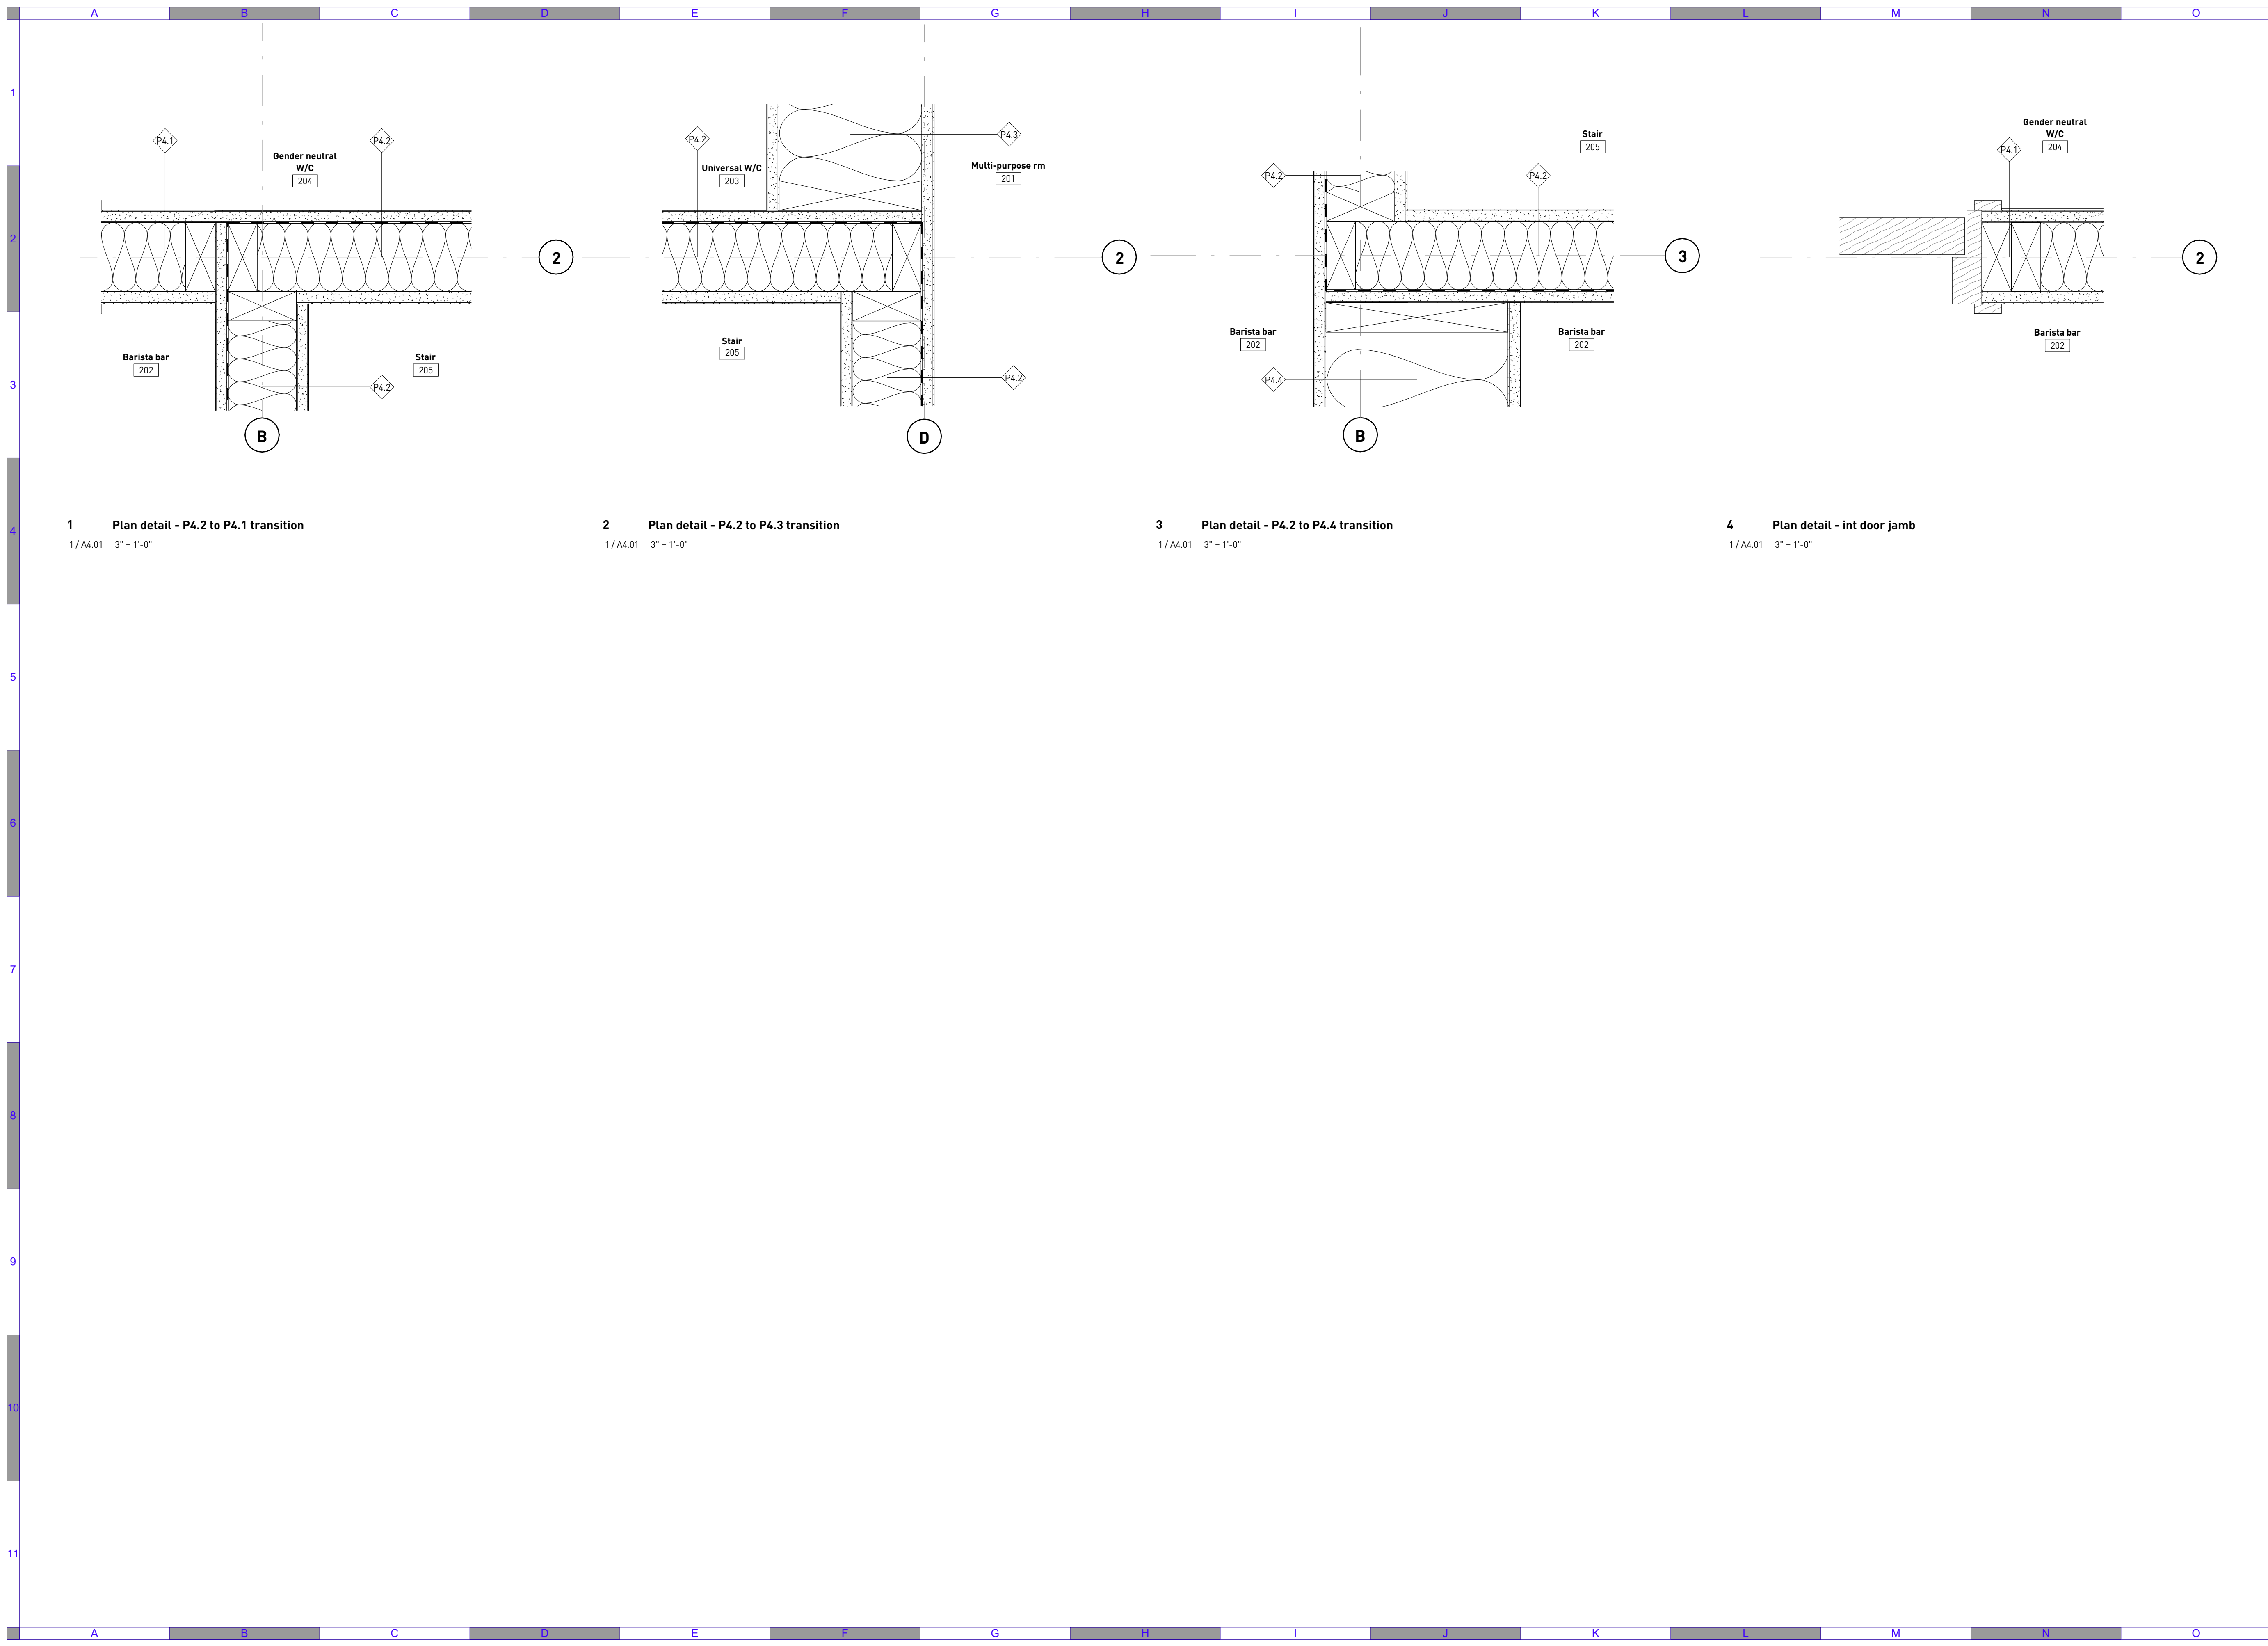 A B C D E F G H I J K L M N O
1
P4.1
P4.2
Gender neutral
W/C
204
2
Barista bar
202
Stair
205
P4.2
B
P4.2
Universal W/C
203
P4.3
Multi-purpose rm
201
2
Stair
205
P4.2
D
Stair
205
P4.2
P4.2
3
Barista bar
202
Barista bar
202
P4.4
B
Gender neutral
W/C
204
P4.1
2
Barista bar
202
1 Plan detail - P4.2 to P4.1 transition
1 / A4.01 3" = 1'-0"
2 Plan detail - P4.2 to P4.3 transition
1 / A4.01 3" = 1'-0"
3 Plan detail - P4.2 to P4.4 transition
1 / A4.01 3" = 1'-0"
4 Plan detail - int door jamb
1 / A4.01 3" = 1'-0"
2
3
4
5
6
7
8
9
10
11
A B C D E F G H I J K L M N O